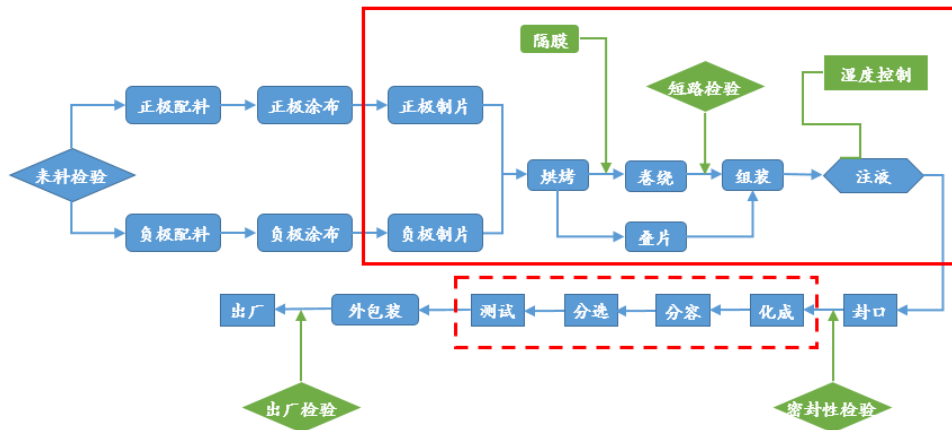 隔膜
湿度控制
短路检验
正极配料
正极涂布
正极制片
来料检验
烘烤
卷绕
组装
注液
负极配料
负极涂布
负极制片
叠片
出厂
外包装
测试
分选
分容
化成
封口
出厂检验
密封性检验